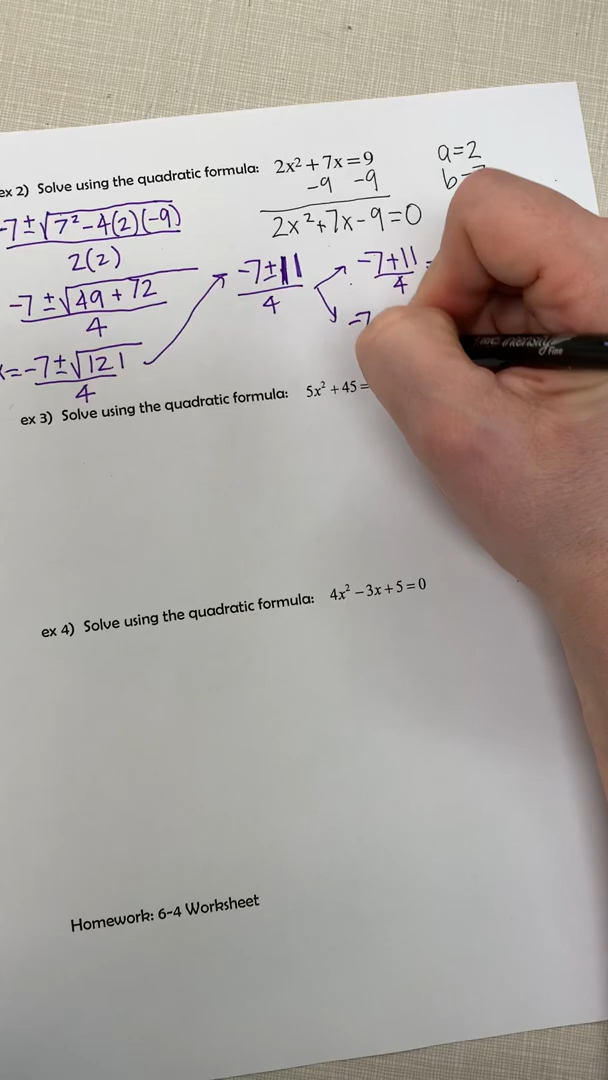 ex 2) Solve using the quadratic formula: 2x² + 7x = 9
-9 -9
2x²+7x-9=0
a=2
b=7
-7±√7²-4(2)(-9)
2(2)
-7±√49+72
4
x=-7±√121
4
-7±11
4
-7+11 =
4
-7
ex 3) Solve using the quadratic formula: 5x² + 45 =
ex 4) Solve using the quadratic formula: 4x² – 3x + 5 = 0
Homework: 6-4 Worksheet
Fine